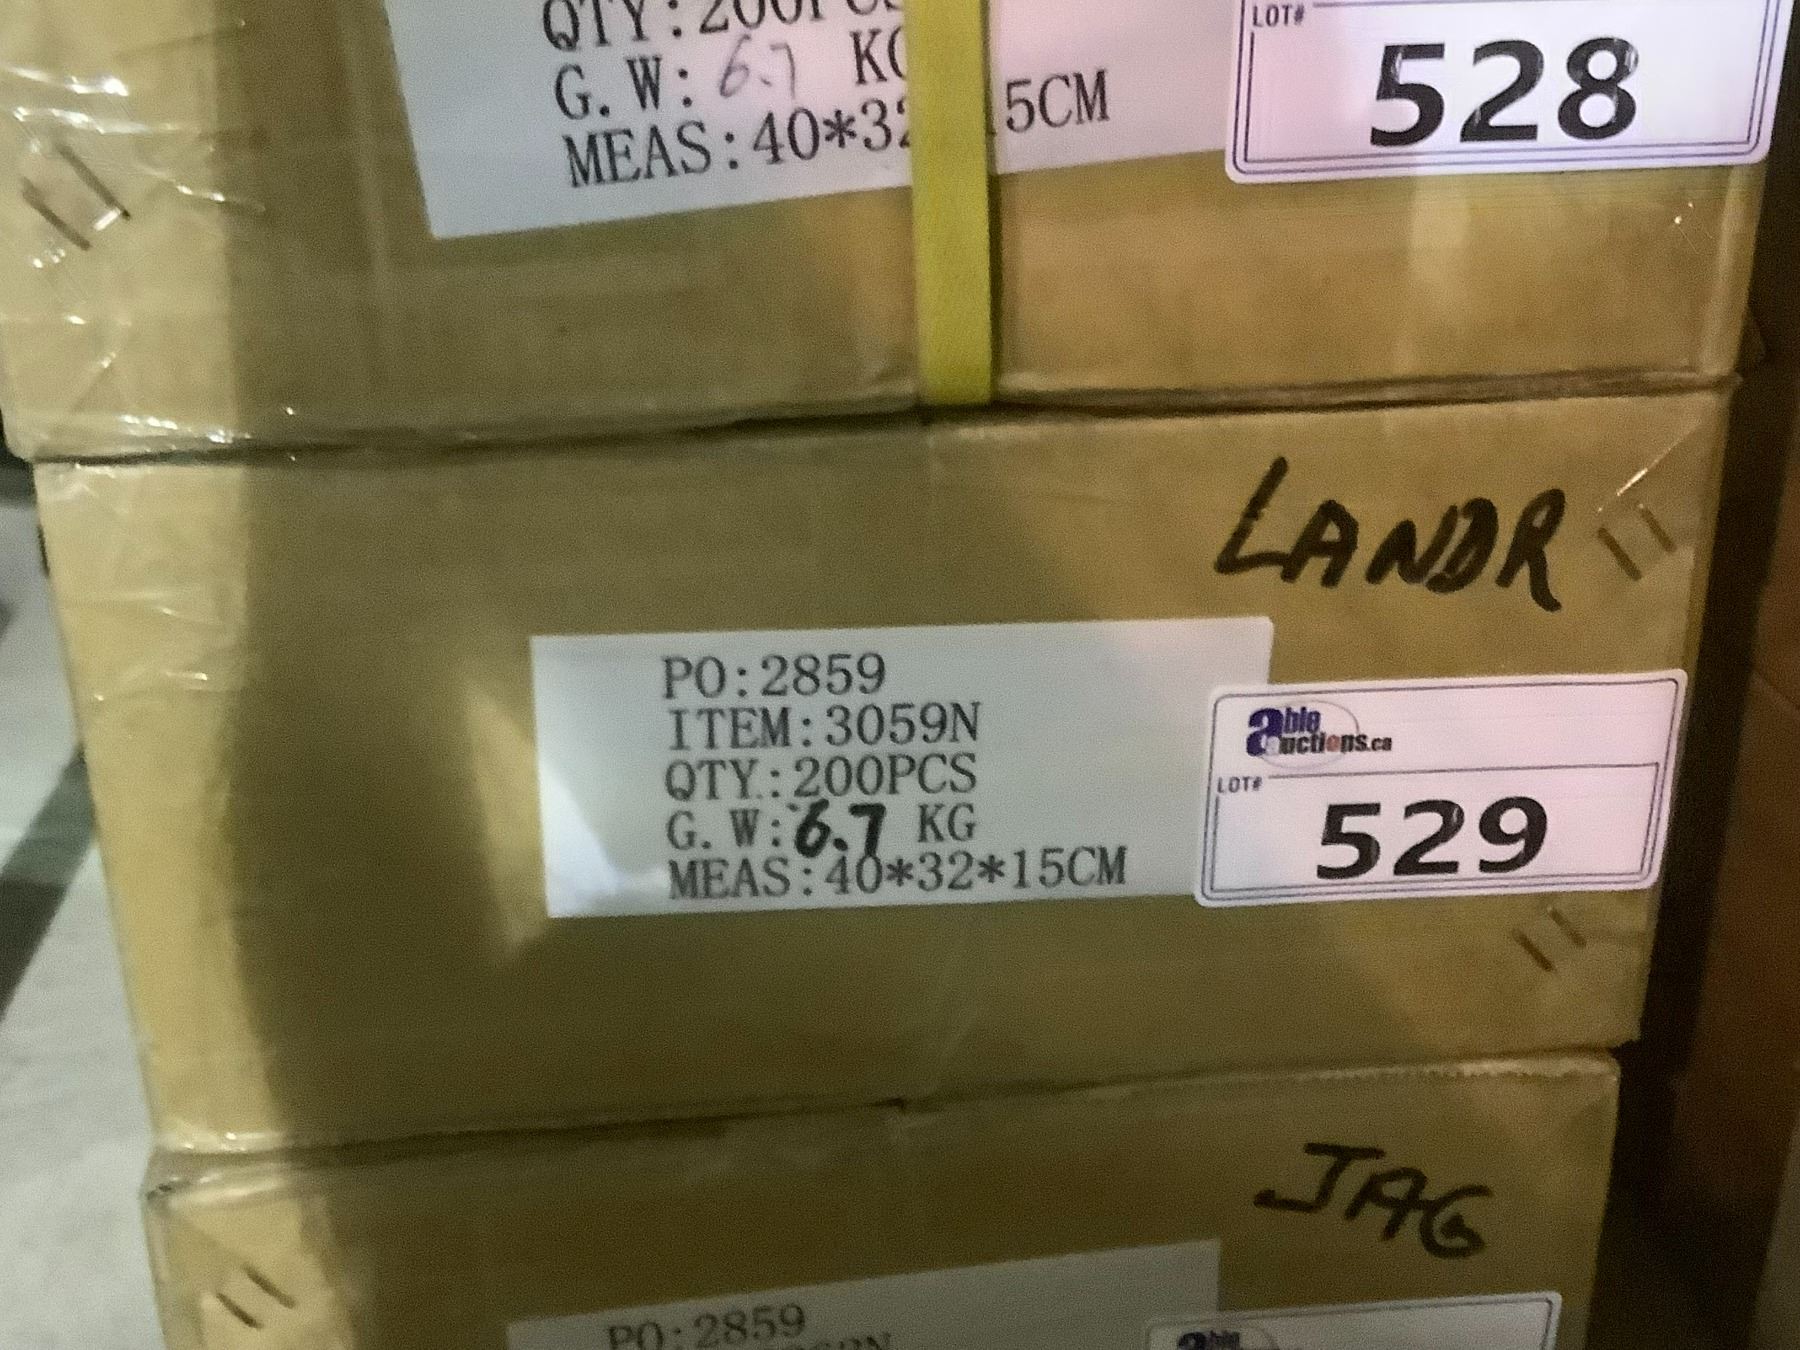 QTY:200PCS
G.W:6.7 KG
MEAS:40*32 15CM
LOT#
528
LANDR
PO:2859
ITEM:3059N
QTY.:200PCS
G.W:6.7 KG
MEAS:40*32*15CM
able auctions.ca
LOT#
529
JAG
PO:2859
able